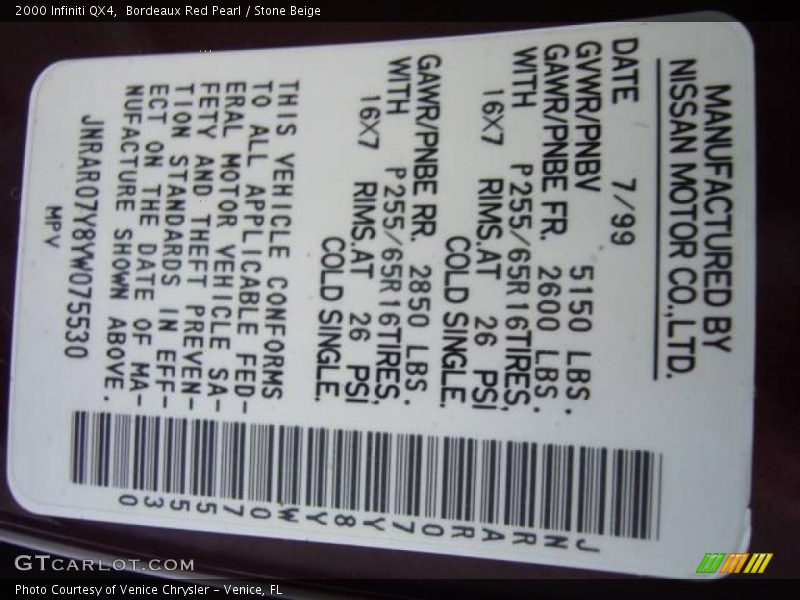 2000 Infiniti QX4,  Bordeaux Red Pearl / Stone Beige
MANUFACTURED BY
NISSAN MOTOR CO.,LTD.
DATE 7/99
GVWR/PNBV 5150 LBS.
GAWR/PNBE FR. 2600 LBS.
WITH P255/65R16TIRES,
16X7 RIMS.AT 26 PSI
COLD SINGLE.
GAWR/PNBE RR. 2850 LBS.
WITH P255/65R16TIRES,
16X7 RIMS.AT 26 PSI
COLD SINGLE.
THIS VEHICLE CONFORMS
TO ALL APPLICABLE FED-
ERAL MOTOR VEHICLE SA-
FETY AND THEFT PREVEN-
TION STANDARDS IN EFF-
ECT ON THE DATE OF MA-
NUFACTURE SHOWN ABOVE.
JNRAR07Y8YW075530
MPV
JNRAR07Y8YW075530
GTCARLOT.COM
Photo Courtesy of Venice Chrysler - Venice, FL